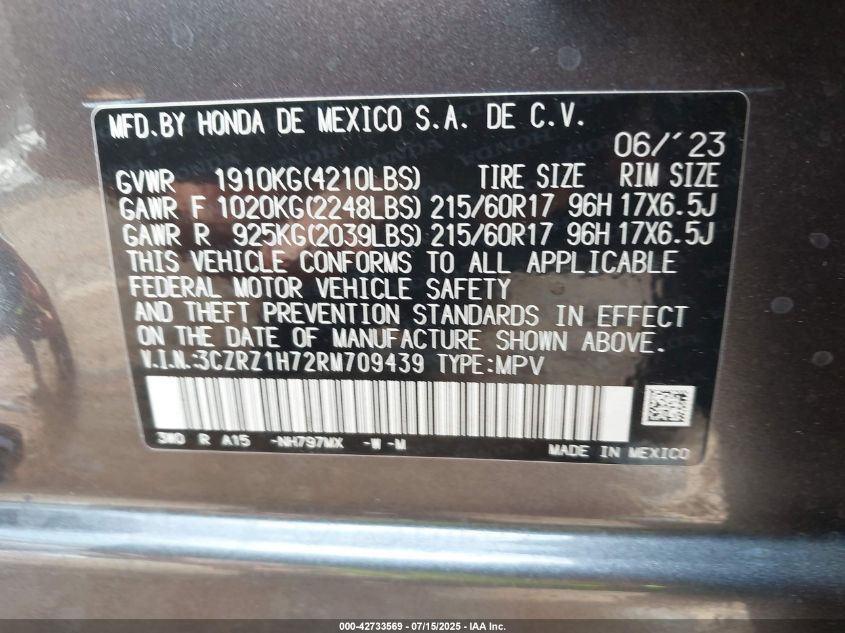 MFD.BY HONDA DE MEXICO S.A. DE C.V.
06/'23
GVWR 1910KG(4210LBS) TIRE SIZE RIM SIZE
GAWR F 1020KG(2248LBS) 215/60R17 96H 17X6.5J
GAWR R 925KG(2039LBS) 215/60R17 96H 17X6.5J
THIS VEHICLE CONFORMS TO ALL APPLICABLE
FEDERAL MOTOR VEHICLE SAFETY
AND THEFT PREVENTION STANDARDS IN EFFECT
ON THE DATE OF MANUFACTURE SHOWN ABOVE.
V.I.N.:3CZRZ1H72RM709439 TYPE:MPV
3W0 R A15 -NH797MX -W -M
MADE IN MEXICO
000-42733569 - 07/15/2025 - IAA Inc.